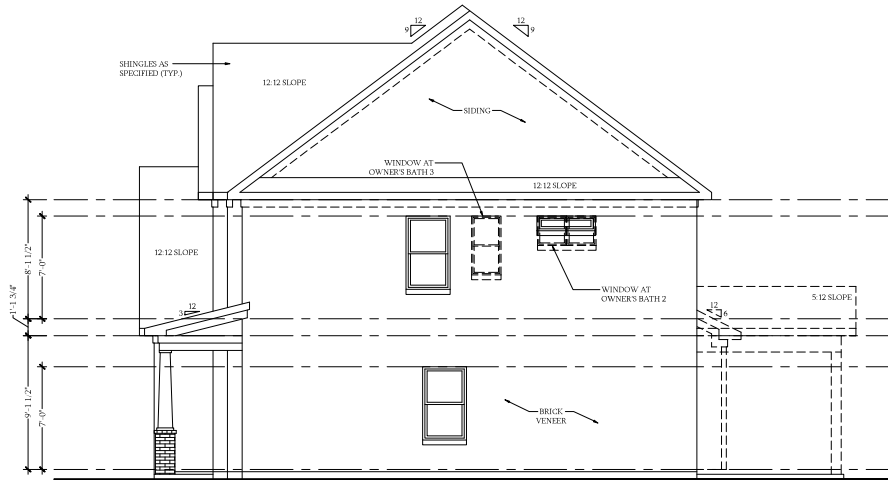 12
9
12
9
SHINGLES AS
SPECIFIED (TYP.)
12:12 SLOPE
SIDING
WINDOW AT
OWNER'S BATH 3
12:12 SLOPE
12:12 SLOPE
8'-1 1/2"
7'-0"
1'-1 3/4"
WINDOW AT
OWNER'S BATH 2
5:12 SLOPE
12
3
12
6
9'-1 1/2"
7'-0"
BRICK
VENEER